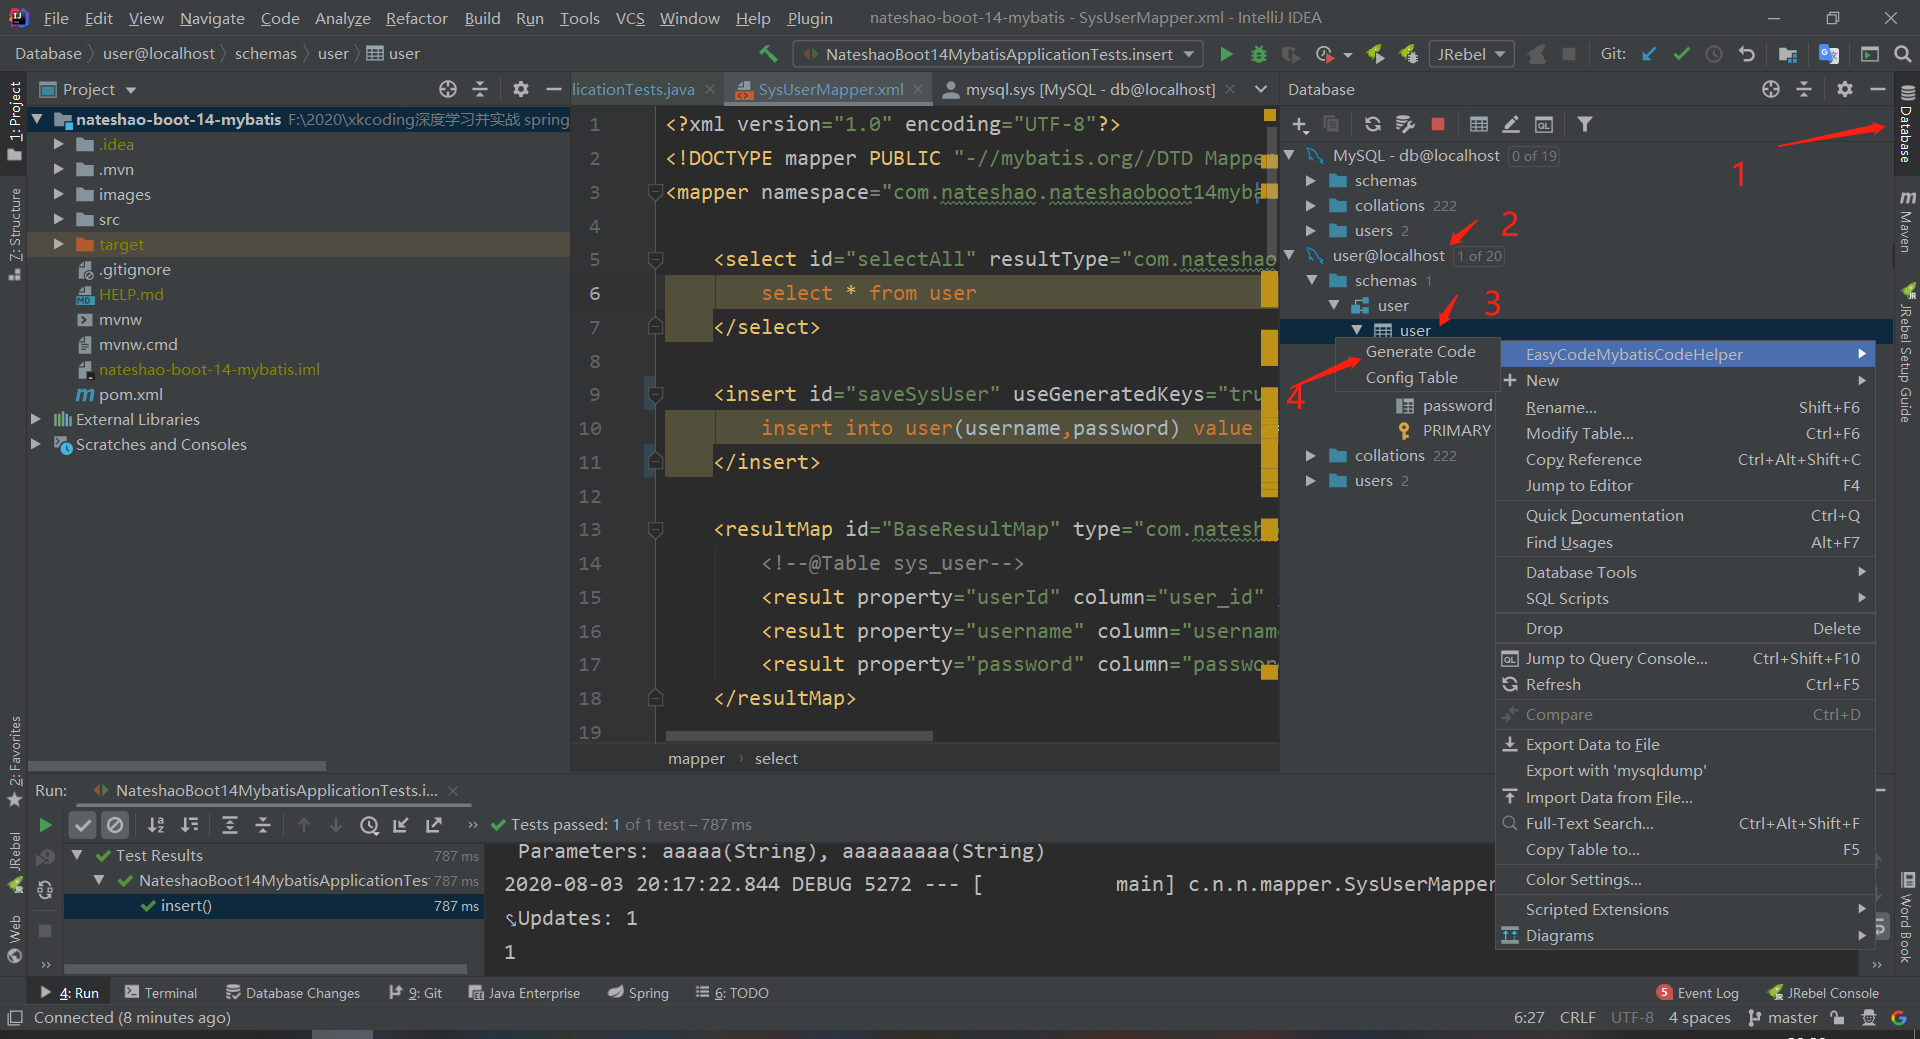 File Edit View Navigate Code Analyze Refactor Build Run Tools VCS Window Help Plugin nateshao-boot-14-mybatis - SysUserMapper.xml - IntelliJ IDEA
Database user@localhost schemas user user
NateshaoBoot14MybatisApplicationTests.insert JRebel Git:
1: Project
7: Structure
2: Favorites
JRebel
Web
Project
nateshao-boot-14-mybatis F:\2020\xkcoding深度学习并实战 spring
.idea
.mvn
images
src
target
.gitignore
HELP.md
mvnw
mvnw.cmd
nateshao-boot-14-mybatis.iml
pom.xml
External Libraries
Scratches and Consoles
licationTests.java SysUserMapper.xml mysql.sys [MySQL - db@localhost]
1 <?xml version="1.0" encoding="UTF-8"?>
2 <!DOCTYPE mapper PUBLIC "-//mybatis.org//DTD Mappe
3 <mapper namespace="com.nateshao.nateshaoboot14myba
4
5 <select id="selectAll" resultType="com.nateshao
6 select * from user
7 </select>
8
9 <insert id="saveSysUser" useGeneratedKeys="tru
10 insert into user(username,password) value
11 </insert>
12
13 <resultMap id="BaseResultMap" type="com.natesh
14 <!--@Table sys_user-->
15 <result property="userId" column="user_id"
16 <result property="username" column="usernam
17 <result property="password" column="passwor
18 </resultMap>
19
mapper › select
Database
MySQL - db@localhost 0 of 19
schemas
collations 222
users 2
user@localhost 1 of 20
schemas 1
user
user
password
PRIMARY
collations 222
users 2
1
2
3
4
Generate Code
Config Table
EasyCodeMybatisCodeHelper
New
Rename... Shift+F6
Modify Table... Ctrl+F6
Copy Reference Ctrl+Alt+Shift+C
Jump to Editor F4
Quick Documentation Ctrl+Q
Find Usages Alt+F7
Database Tools
SQL Scripts
Drop Delete
Jump to Query Console... Ctrl+Shift+F10
Refresh Ctrl+F5
Compare Ctrl+D
Export Data to File
Export with 'mysqldump'
Import Data from File...
Full-Text Search... Ctrl+Alt+Shift+F
Copy Table to... F5
Color Settings...
Scripted Extensions
Diagrams
Database
Maven
JRebel Setup Guide
Word Book
Run: NateshaoBoot14MybatisApplicationTests.i...
Tests passed: 1 of 1 test – 787 ms
Test Results 787 ms
NateshaoBoot14MybatisApplicationTes 787 ms
insert() 787 ms
Parameters: aaaaa(String), aaaaaaaaa(String)
2020-08-03 20:17:22.844 DEBUG 5272 --- [ main] c.n.n.mapper.SysUserMapper
Updates: 1
1
4: Run Terminal Database Changes 9: Git Java Enterprise Spring 6: TODO 5 Event Log JRebel Console
Connected (8 minutes ago) 6:27 CRLF UTF-8 4 spaces master